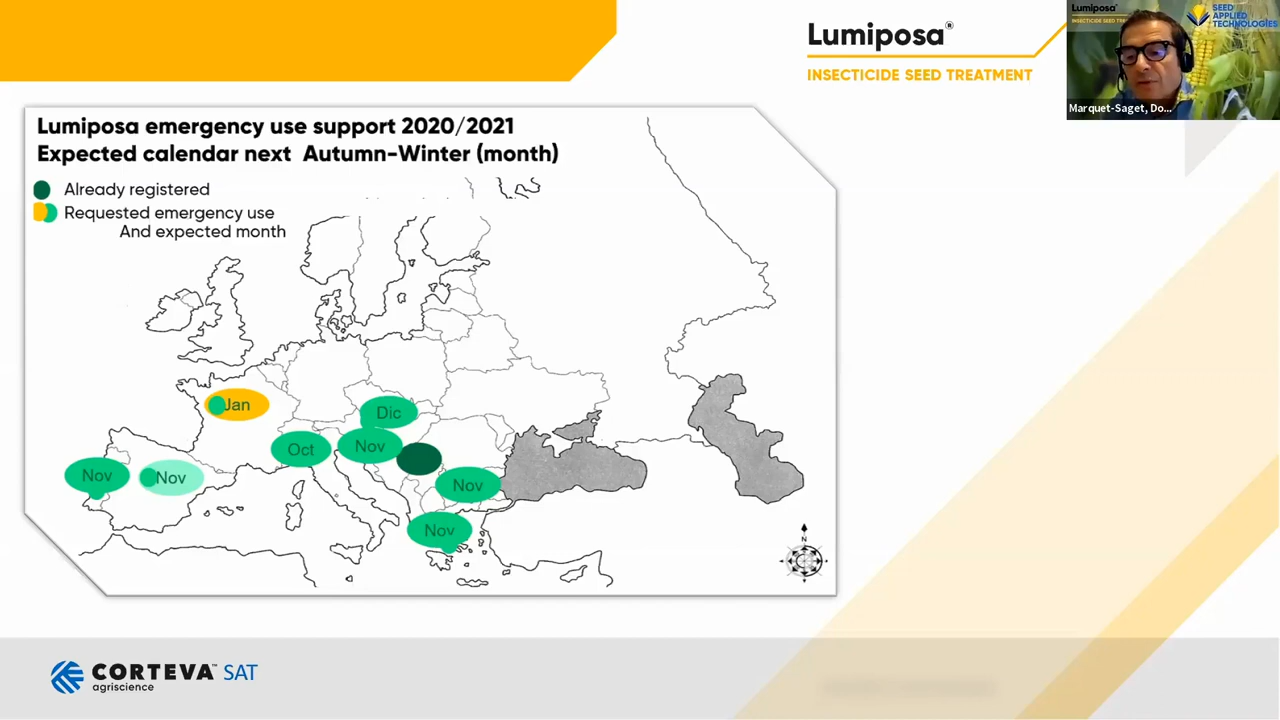 Lumiposa®
INSECTICIDE SEED TREATMENT
Lumiposa
INSECTICIDE SEED
SEED
APPLIED
TECHNOLOGIES
Marquet-Saget, Do...
Lumiposa emergency use support 2020/2021
Expected calendar next Autumn-Winter (month)
Already registered
Requested emergency use
And expected month
Jan
Dic
Oct
Nov
Nov
Nov
Nov
Nov
N
CORTEVA™ SAT
agriscience